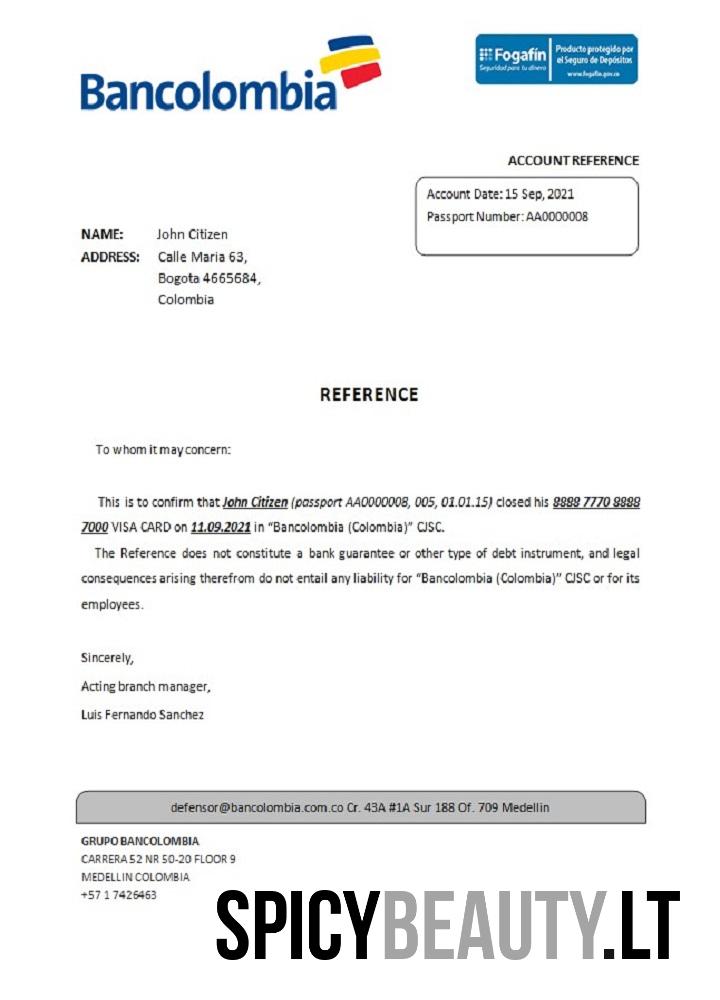 Bancolombia
Fogafín
Seguridad para tu dinero
Producto protegido por
el Seguro de Depósitos
www.fogafin.gov.co
ACCOUNT REFERENCE
Account Date: 15 Sep, 2021
Passport Number: AA0000008
NAME: John Citizen
ADDRESS: Calle Maria 63,
Bogota 4665684,
Colombia
REFERENCE
To whom it may concern:
This is to confirm that John Citizen (passport AA0000008, 005, 01.01.15) closed his 8888 7770 8888
7000 VISA CARD on 11.09.2021 in “Bancolombia (Colombia)” CJSC.
The Reference does not constitute a bank guarantee or other type of debt instrument, and legal
consequences arising therefrom do not entail any liability for “Bancolombia (Colombia)” CJSC or for its
employees.
Sincerely,
Acting branch manager,
Luis Fernando Sanchez
defensor@bancolombia.com.co Cr. 43A #1A Sur 188 Of. 709 Medellin
GRUPO BANCOLOMBIA
CARRERA 52 NR 50-20 FLOOR 9
MEDELLIN COLOMBIA
+57 1 7426463
SPICYBEAUTY.LT